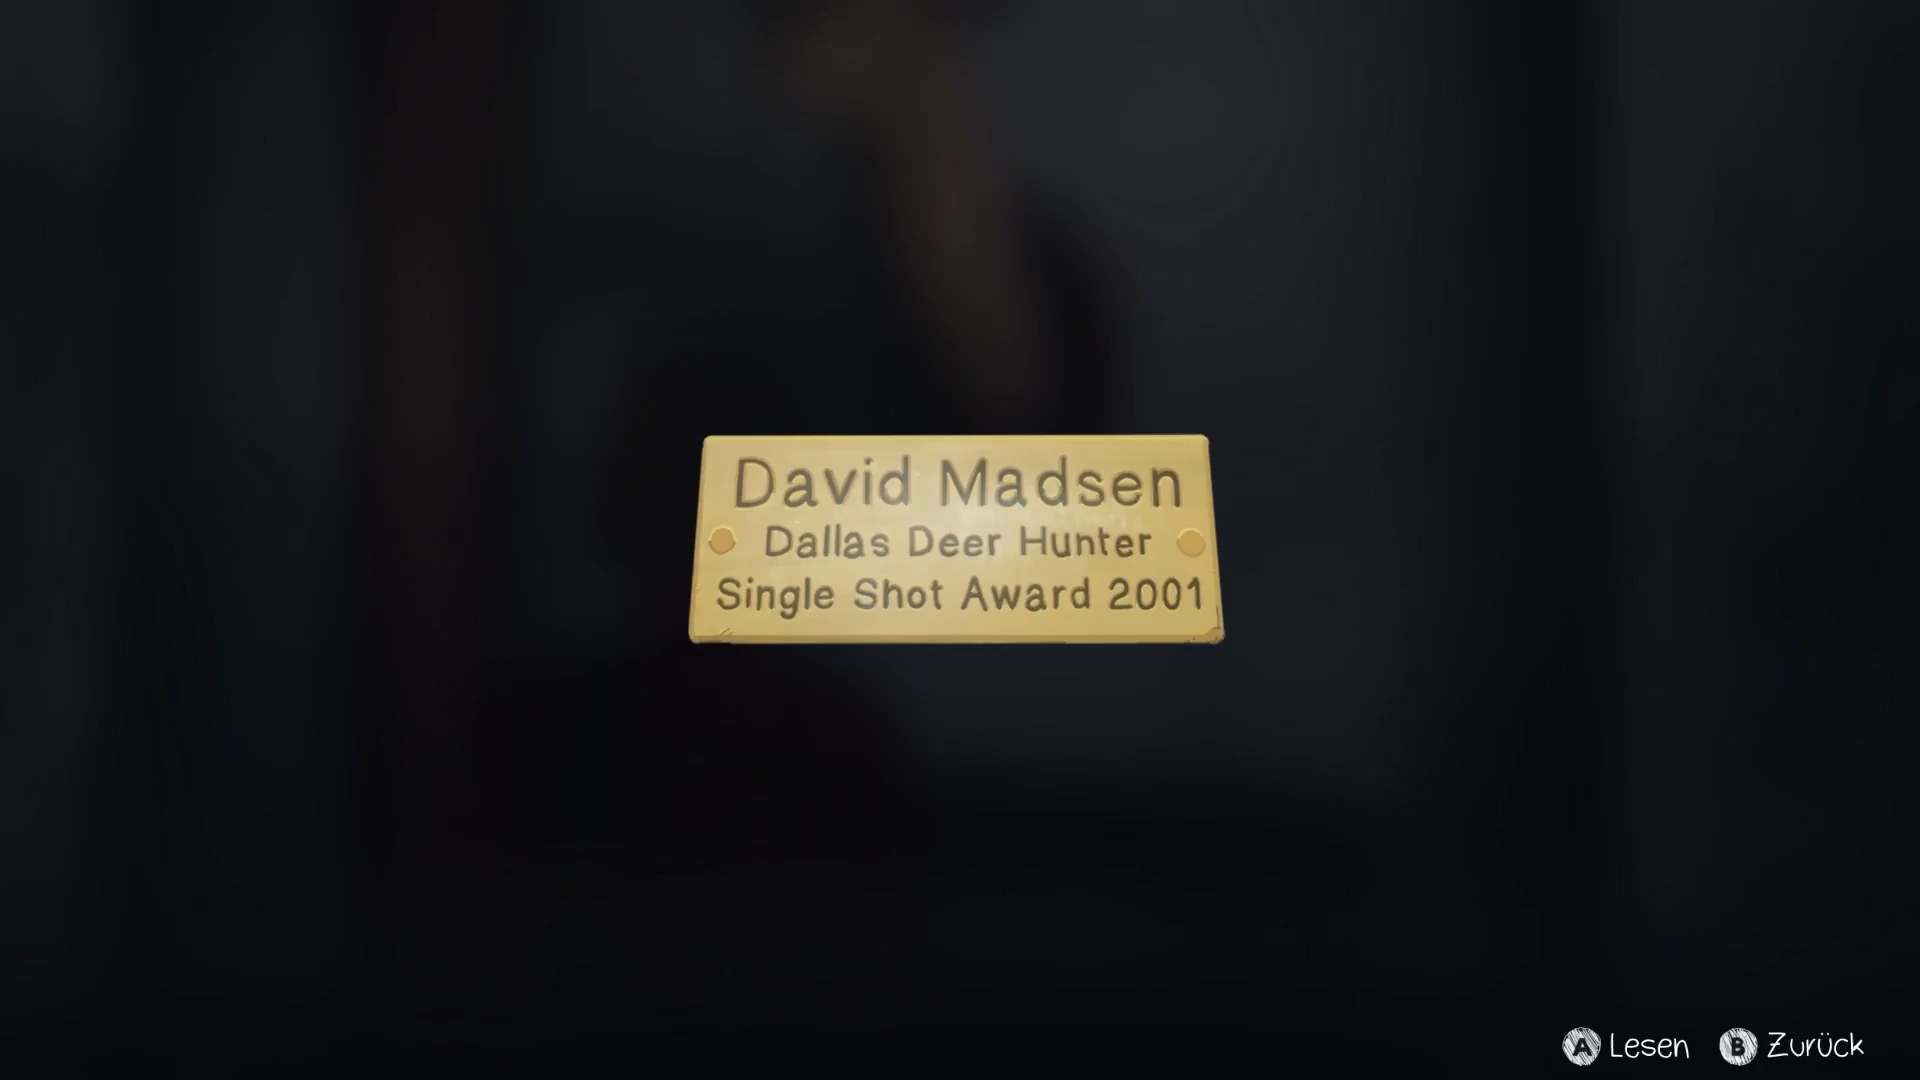 David Madsen
Dallas Deer Hunter
Single Shot Award 2001
A Lesen B Zurück